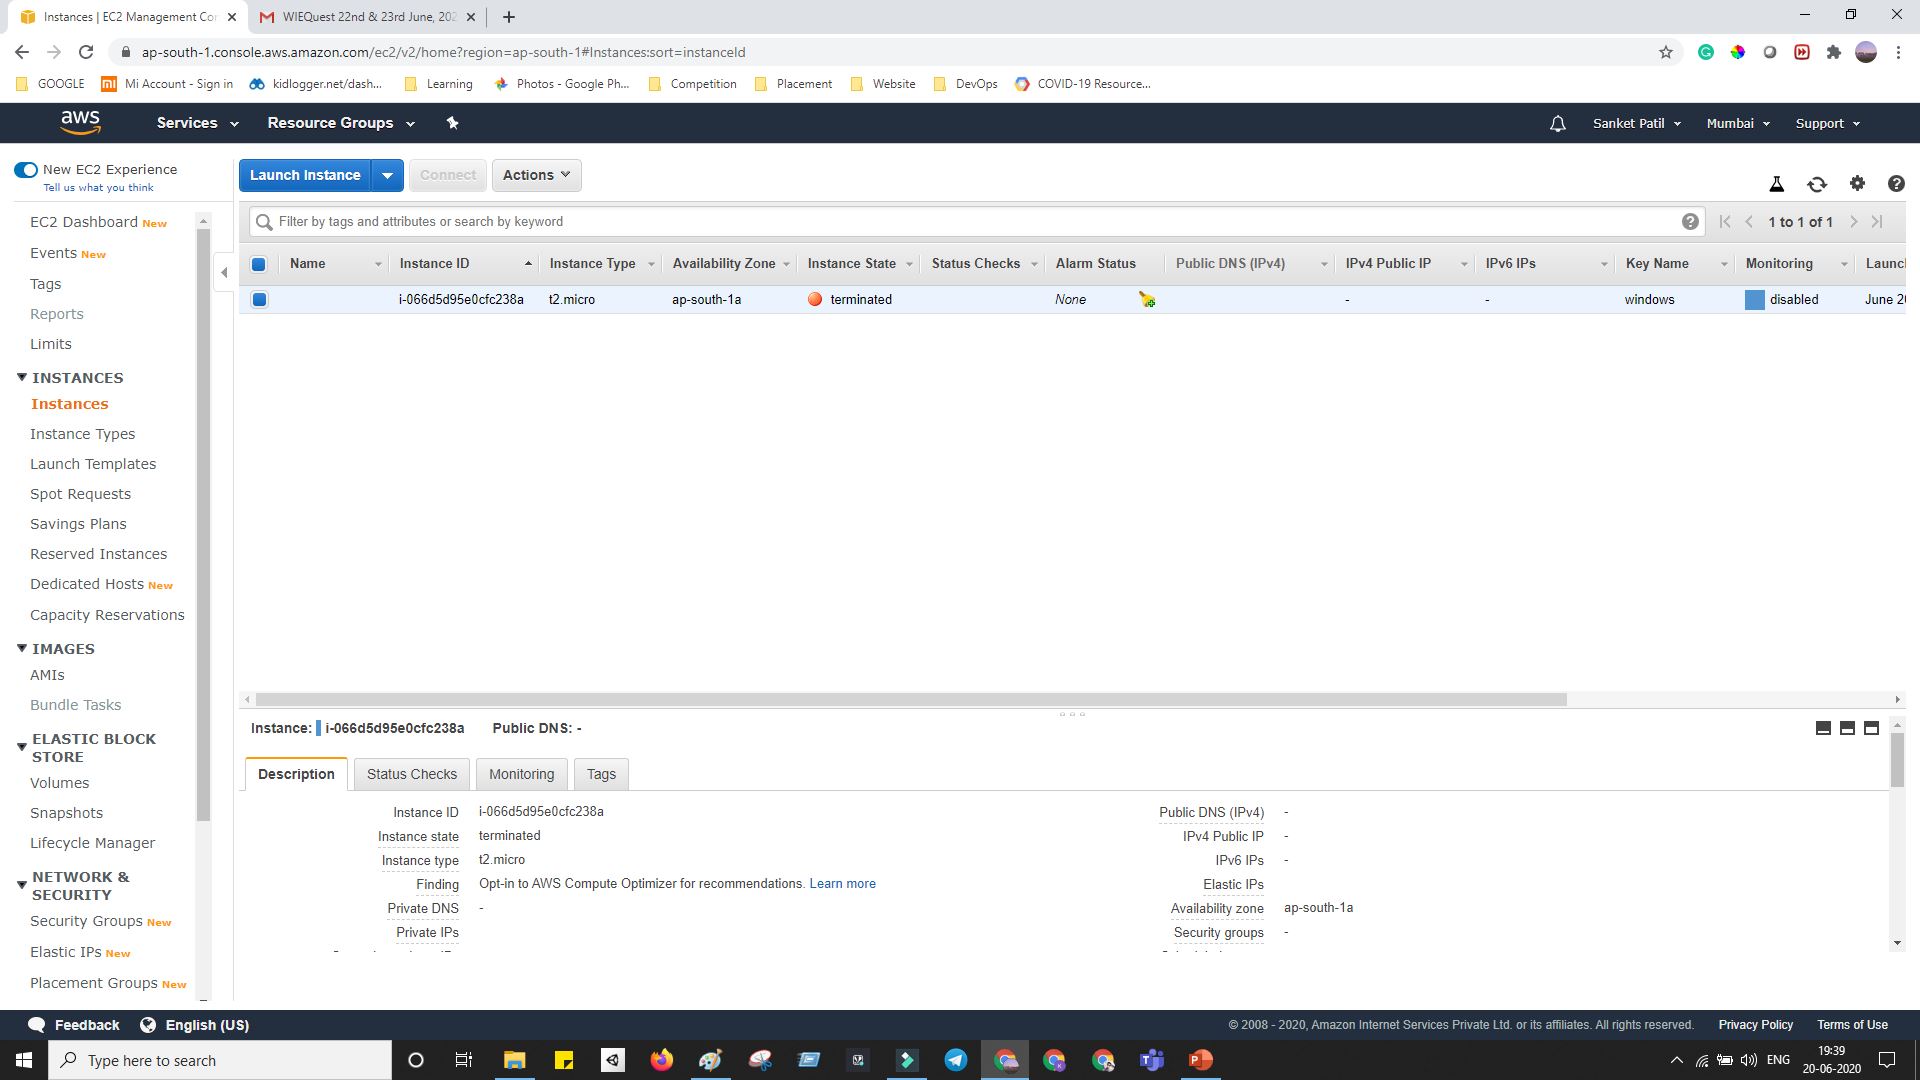 Instances | EC2 Management Con
WIEQuest 22nd & 23rd June, 202
ap-south-1.console.aws.amazon.com/ec2/v2/home?region=ap-south-1#Instances:sort=instanceId
GOOGLE
Mi Account - Sign in
kidlogger.net/dash...
Learning
Photos - Google Ph...
Competition
Placement
Website
DevOps
COVID-19 Resource...
aws
Services
Resource Groups
Sanket Patil
Mumbai
Support
New EC2 Experience
Tell us what you think
EC2 Dashboard New
Events New
Tags
Reports
Limits
INSTANCES
Instances
Instance Types
Launch Templates
Spot Requests
Savings Plans
Reserved Instances
Dedicated Hosts New
Capacity Reservations
IMAGES
AMIs
Bundle Tasks
ELASTIC BLOCK
STORE
Volumes
Snapshots
Lifecycle Manager
NETWORK &
SECURITY
Security Groups New
Elastic IPs New
Placement Groups New
Launch Instance
Connect
Actions
Filter by tags and attributes or search by keyword
1 to 1 of 1
Name Instance ID Instance Type Availability Zone Instance State Status Checks Alarm Status Public DNS (IPv4) IPv4 Public IP IPv6 IPs Key Name Monitoring Launc
i-066d5d95e0cfc238a t2.micro ap-south-1a terminated None - - windows disabled June 20
Instance: i-066d5d95e0cfc238a Public DNS: -
Description
Status Checks
Monitoring
Tags
Instance ID i-066d5d95e0cfc238a
Instance state terminated
Instance type t2.micro
Finding Opt-in to AWS Compute Optimizer for recommendations. Learn more
Private DNS -
Private IPs
Public DNS (IPv4) -
IPv4 Public IP -
IPv6 IPs -
Elastic IPs
Availability zone ap-south-1a
Security groups -
Feedback
English (US)
© 2008 - 2020, Amazon Internet Services Private Ltd. or its affiliates. All rights reserved.
Privacy Policy
Terms of Use
Type here to search
ENG
19:39
20-06-2020